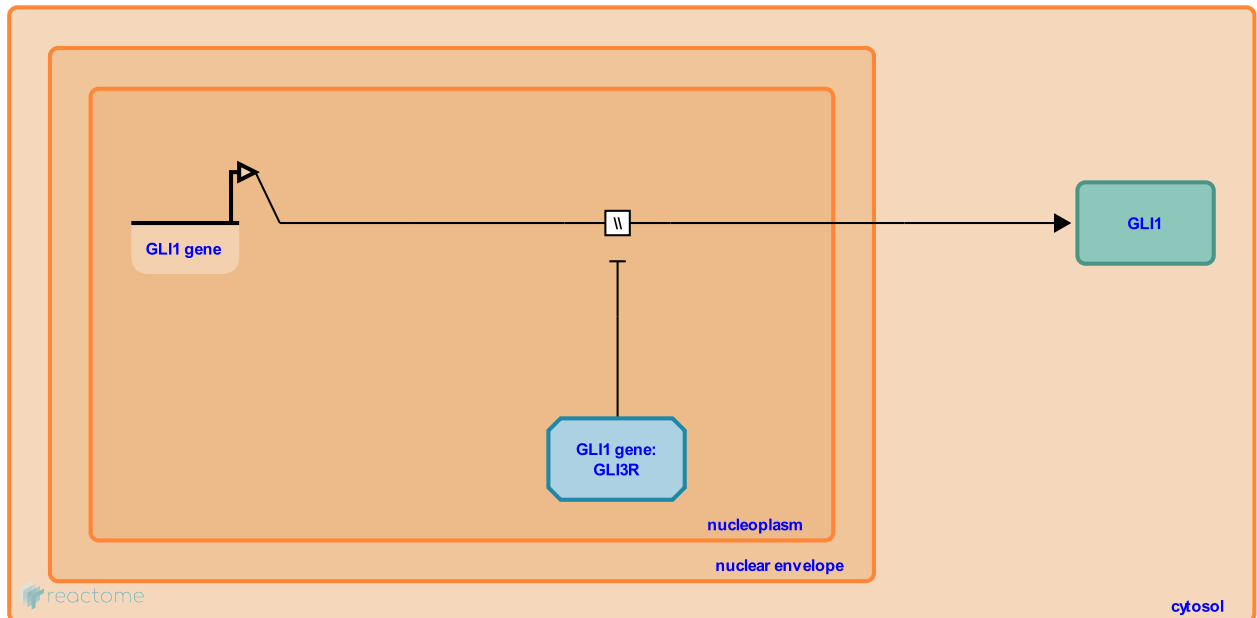 \\
GLI1
GLI1 gene
GLI1 gene:
GLI3R
nucleoplasm
nuclear envelope
reactome
cytosol